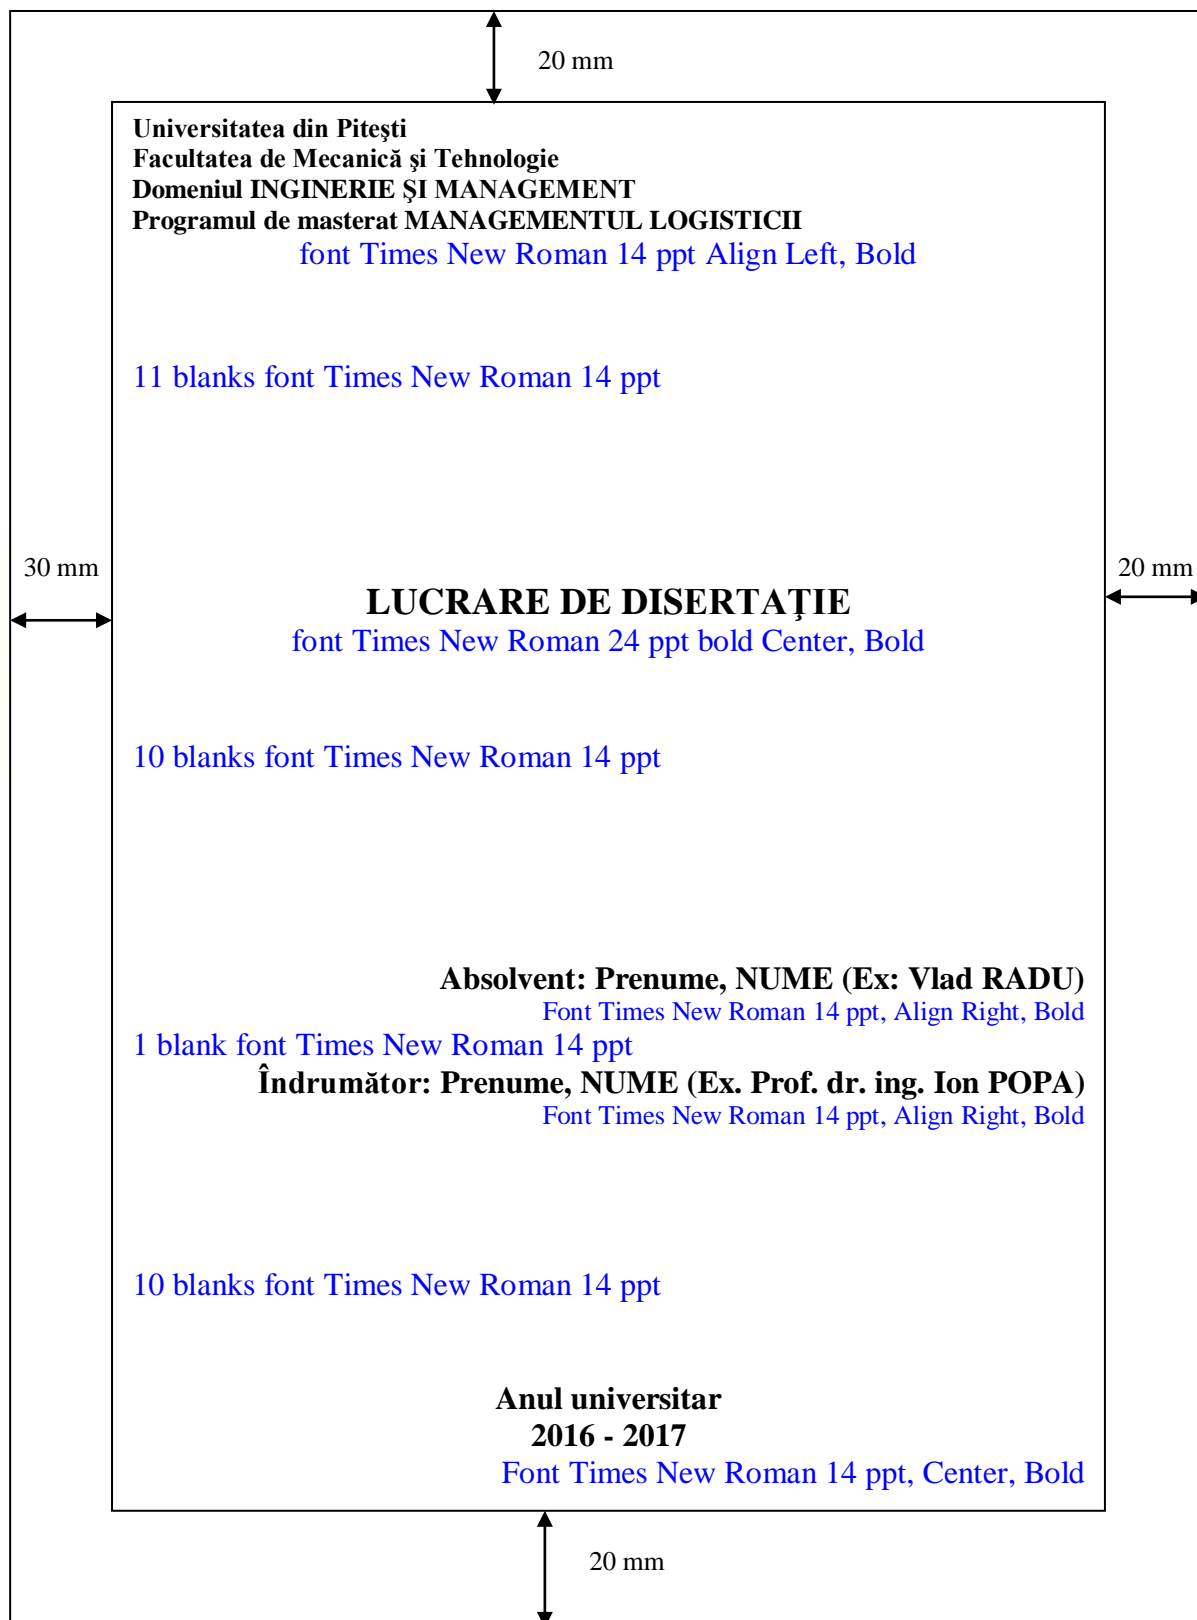 20 mm
Universitatea din Piteşti
Facultatea de Mecanică şi Tehnologie
Domeniul INGINERIE ŞI MANAGEMENT
Programul de masterat MANAGEMENTUL LOGISTICII
font Times New Roman 14 ppt Align Left, Bold
11 blanks font Times New Roman 14 ppt
30 mm
20 mm
LUCRARE DE DISERTAŢIE
font Times New Roman 24 ppt bold Center, Bold
10 blanks font Times New Roman 14 ppt
Absolvent: Prenume, NUME (Ex: Vlad RADU)
Font Times New Roman 14 ppt, Align Right, Bold
1 blank font Times New Roman 14 ppt
Îndrumător: Prenume, NUME (Ex. Prof. dr. ing. Ion POPA)
Font Times New Roman 14 ppt, Align Right, Bold
10 blanks font Times New Roman 14 ppt
Anul universitar
2016 - 2017
Font Times New Roman 14 ppt, Center, Bold
20 mm